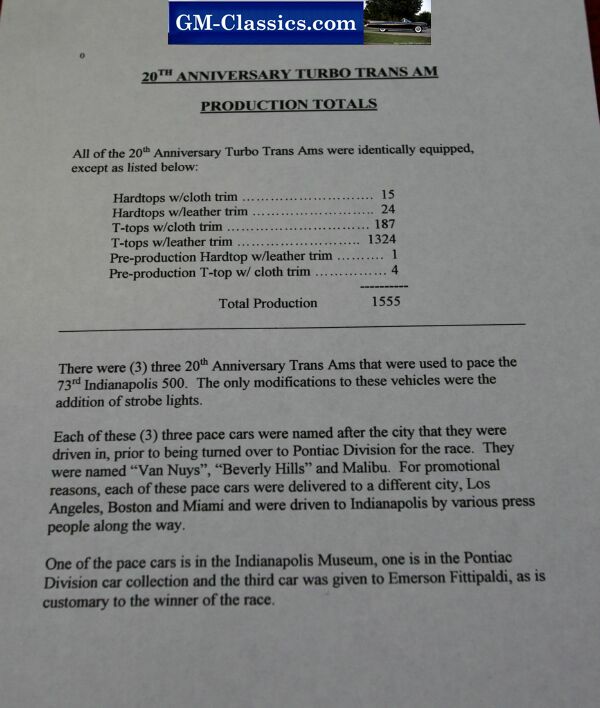 GM-Classics.com
20TH ANNIVERSARY TURBO TRANS AM
PRODUCTION TOTALS
All of the 20th Anniversary Turbo Trans Ams were identically equipped,
except as listed below:
Hardtops w/cloth trim ............................ 15
Hardtops w/leather trim .......................... 24
T-tops w/cloth trim .............................. 187
T-tops w/leather trim .......................... 1324
Pre-production Hardtop w/leather trim .......... 1
Pre-production T-top w/ cloth trim ............... 4
----------
Total Production 1555
There were (3) three 20th Anniversary Trans Ams that were used to pace the
73rd Indianapolis 500. The only modifications to these vehicles were the
addition of strobe lights.
Each of these (3) three pace cars were named after the city that they were
driven in, prior to being turned over to Pontiac Division for the race. They
were named “Van Nuys”, “Beverly Hills” and Malibu. For promotional
reasons, each of these pace cars were delivered to a different city, Los
Angeles, Boston and Miami and were driven to Indianapolis by various press
people along the way.
One of the pace cars is in the Indianapolis Museum, one is in the Pontiac
Division car collection and the third car was given to Emerson Fittipaldi, as is
customary to the winner of the race.